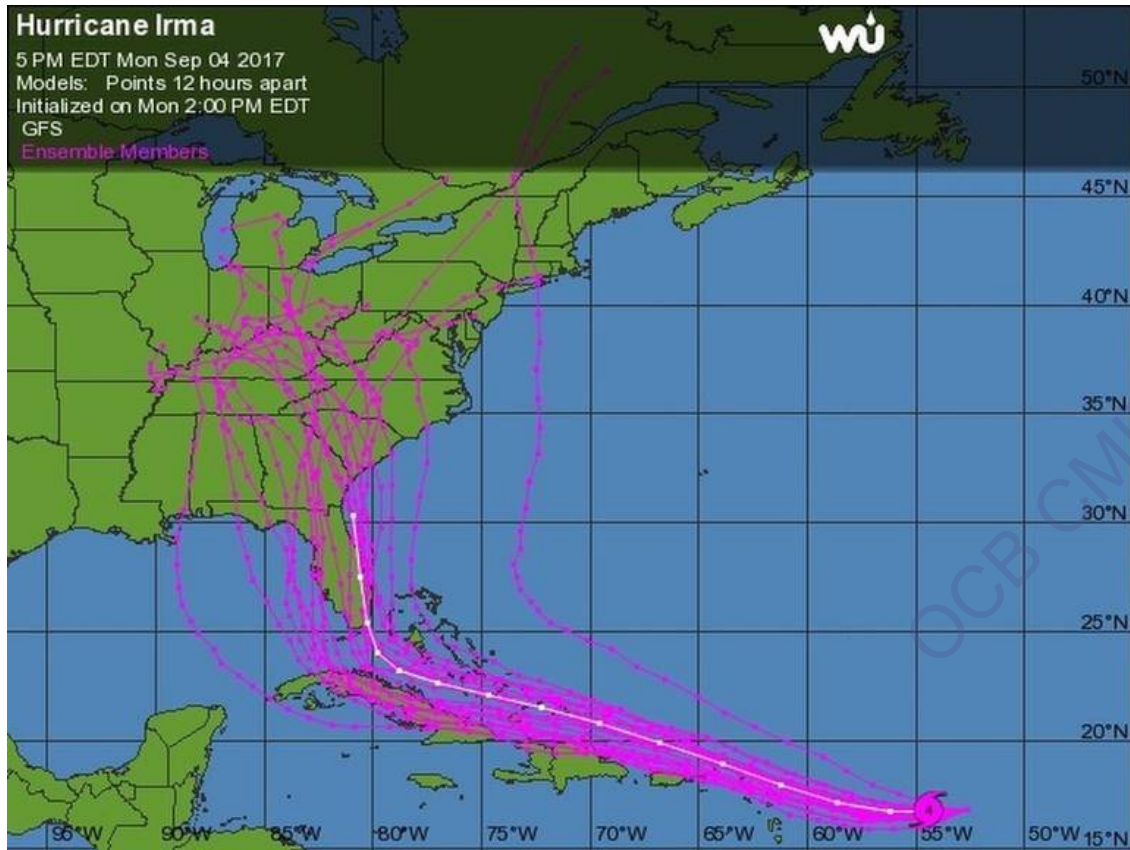 Hurricane Irma
5 PM EDT Mon Sep 04 2017
Models: Points 12 hours apart
Initialized on Mon 2:00 PM EDT
GFS
Ensemble Members
wu
50°N
45°N
40°N
35°N
30°N
25°N
20°N
4
95°W 90°W 85°W 80°W 75°W 70°W 65°W 60°W 55°W 50°W 15°N